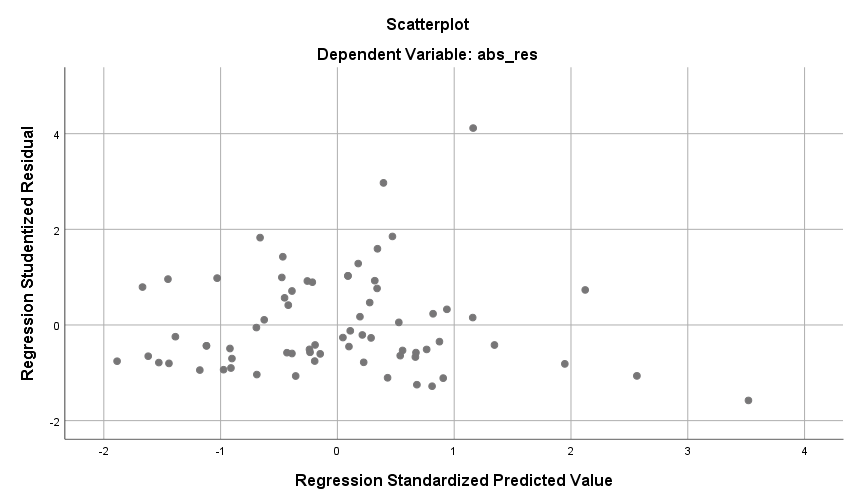 Scatterplot
Dependent Variable: abs_res
Regression Studentized Residual
4
2
0
-2
-2
-1
0
1
2
3
4
Regression Standardized Predicted Value